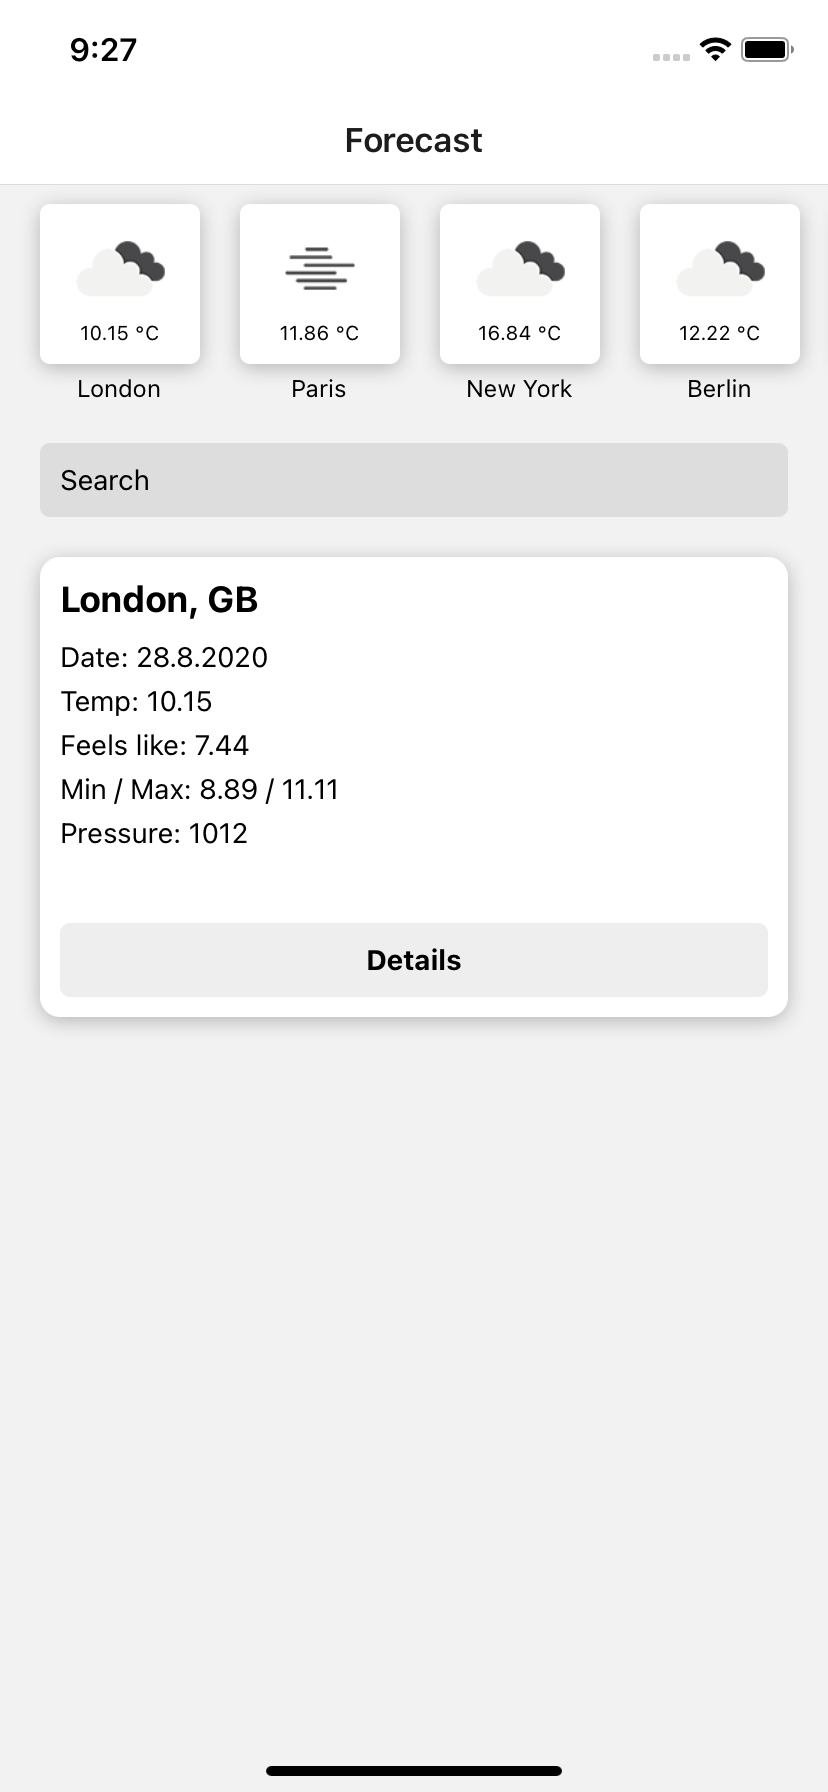 9:27
Forecast
10.15 °C
11.86 °C
16.84 °C
12.22 °C
London
Paris
New York
Berlin
Search
London, GB
Date: 28.8.2020
Temp: 10.15
Feels like: 7.44
Min / Max: 8.89 / 11.11
Pressure: 1012
Details